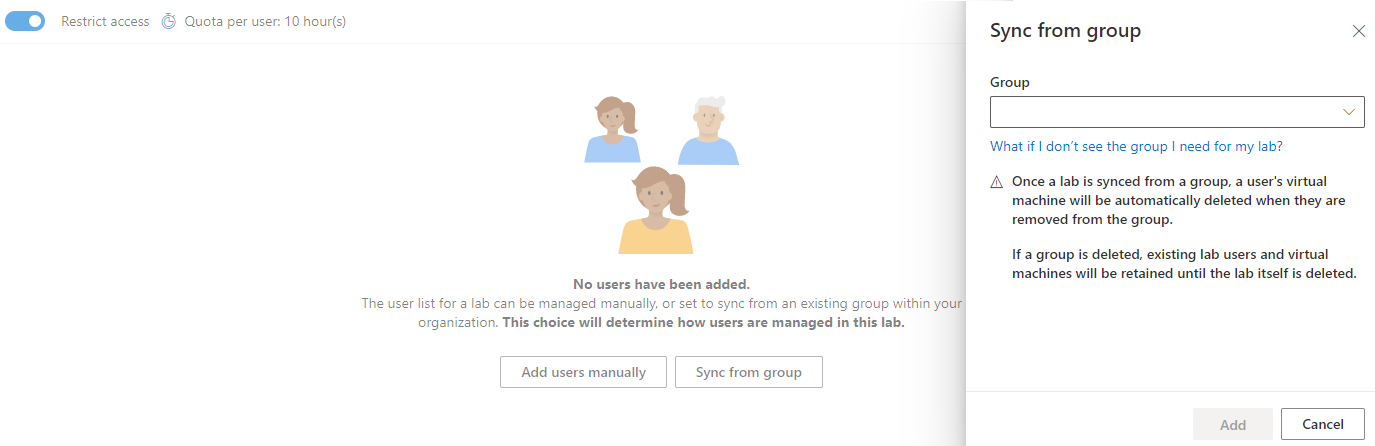 Restrict access
Quota per user: 10 hour(s)
No users have been added.
The user list for a lab can be managed manually, or set to sync from an existing group within your
organization. This choice will determine how users are managed in this lab.
Add users manually
Sync from group
Sync from group
Group
What if I don’t see the group I need for my lab?
Once a lab is synced from a group, a user's virtual
machine will be automatically deleted when they are
removed from the group.
If a group is deleted, existing lab users and virtual
machines will be retained until the lab itself is deleted.
Add
Cancel